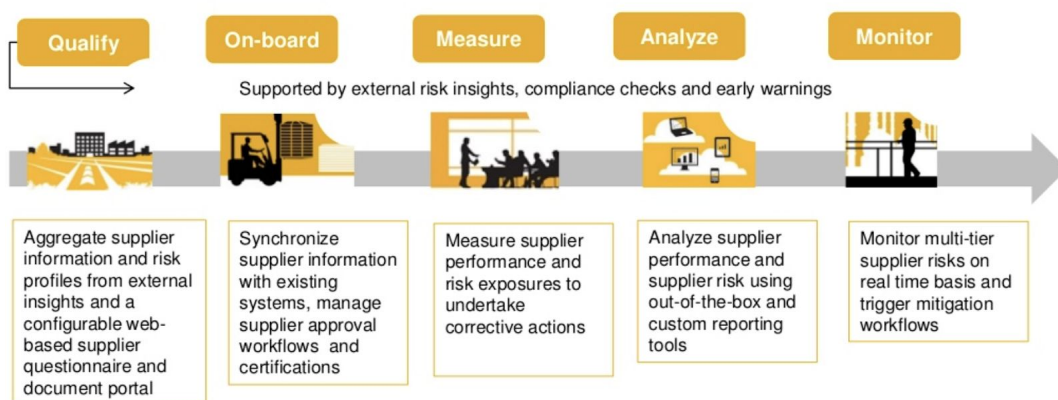 Qualify
On-board
Measure
Analyze
Monitor
Supported by external risk insights, compliance checks and early warnings
Aggregate supplier
information and risk
profiles from external
insights and a
configurable web-
based supplier
questionnaire and
document portal
Synchronize
supplier information
with existing
systems, manage
supplier approval
workflows and
certifications
Measure supplier
performance and
risk exposures to
undertake
corrective actions
Analyze supplier
performance and
supplier risk using
out-of-the-box and
custom reporting
tools
Monitor multi-tier
supplier risks on
real time basis and
trigger mitigation
workflows